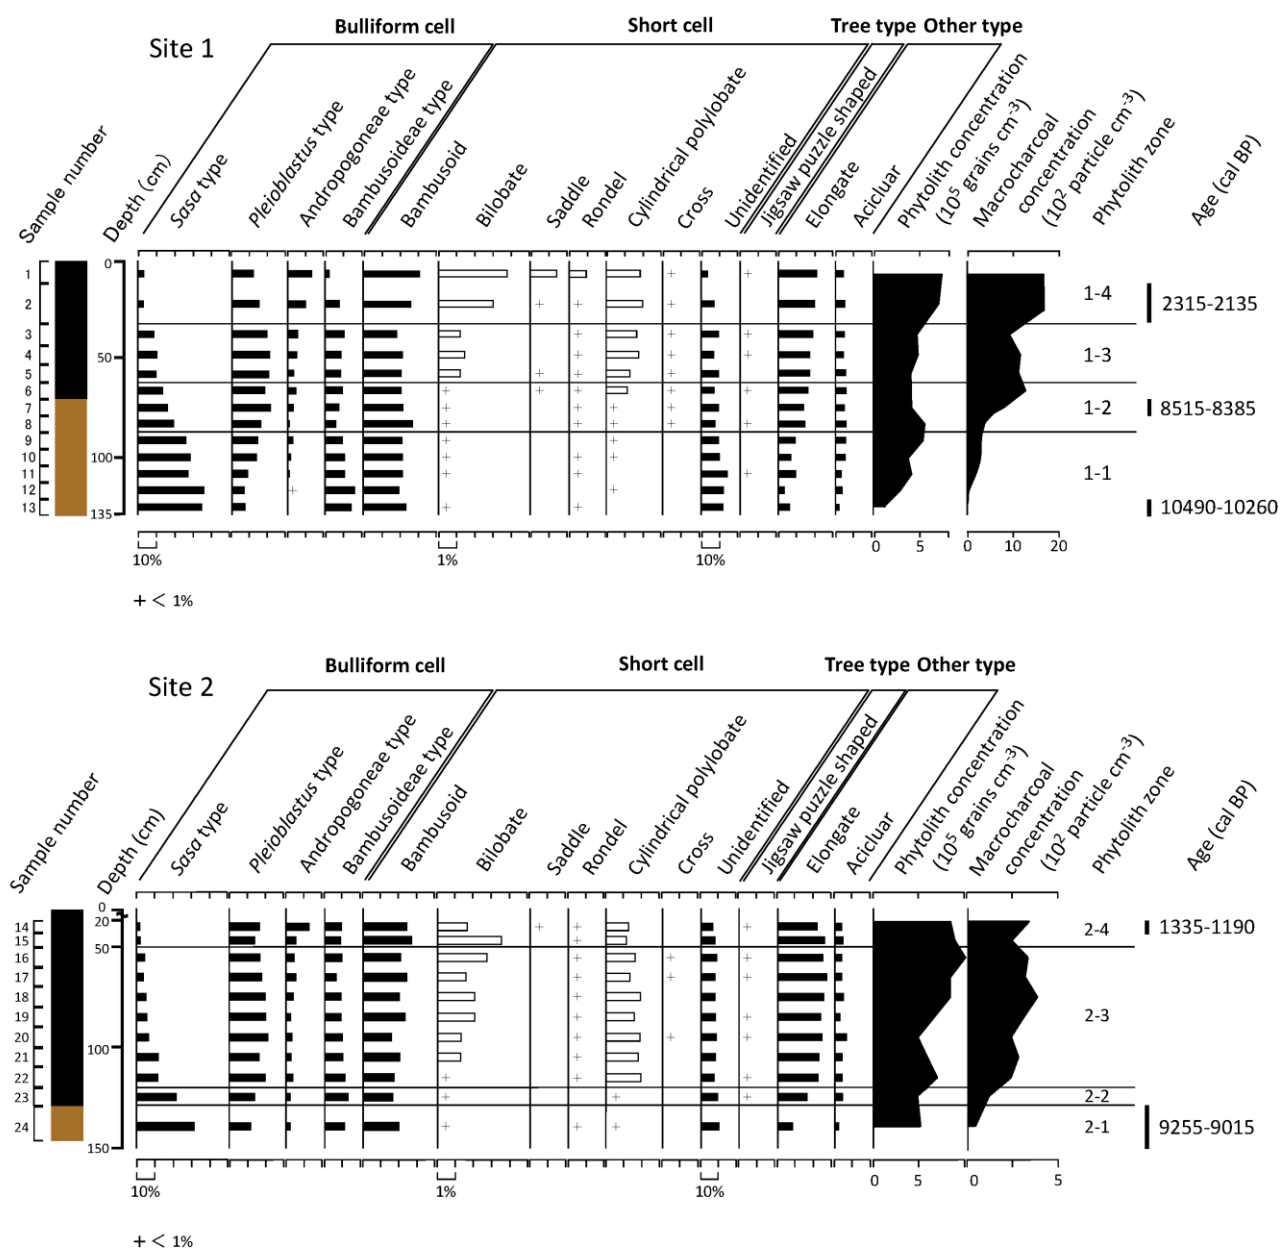 Site 1
Bulliform cell
Short cell
Tree type
Other type
Sample number
Depth (cm)
Sasa type
Pleioblastus type
Andropogoneae type
Bambusoideae type
Bambusoid
Bilobate
Saddle
Rondel
Cylindrical polylobate
Cross
Unidentified
Jigsaw puzzle shaped
Elongate
Acicluar
Phytolith concentration
(10⁵ grains cm⁻³)
Macrocharcoal
concentration
(10² particle cm⁻³)
Phytolith zone
Age (cal BP)
1
2
3
4
5
6
7
8
9
10
11
12
13
0
50
100
135
1-4
1-3
1-2
1-1
2315-2135
8515-8385
10490-10260
10%
1%
10%
0 5
0 10 20
+ < 1%
Site 2
Bulliform cell
Short cell
Tree type
Other type
Sample number
Depth (cm)
Sasa type
Pleioblastus type
Andropogoneae type
Bambusoideae type
Bambusoid
Bilobate
Saddle
Rondel
Cylindrical polylobate
Cross
Unidentified
Jigsaw puzzle shaped
Elongate
Acicluar
Phytolith concentration
(10⁵ grains cm⁻³)
Macrocharcoal
concentration
(10² particle cm⁻³)
Phytolith zone
Age (cal BP)
14
15
16
17
18
19
20
21
22
23
24
0
20
50
100
150
2-4
2-3
2-2
2-1
1335-1190
9255-9015
10%
1%
10%
0 5
0 5
+ < 1%